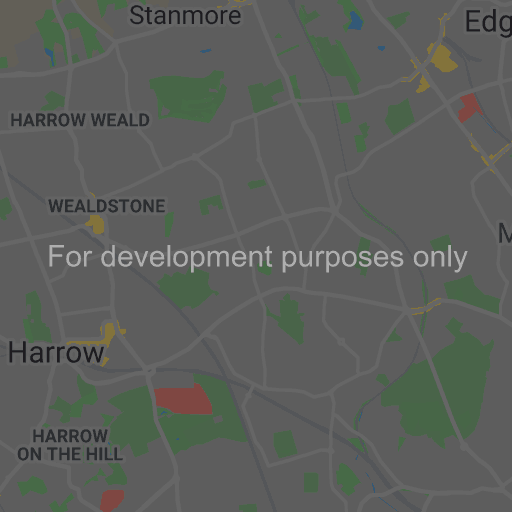 Stanmore
Edg
HARROW WEALD
WEALDSTONE
M
For development purposes only
Harrow
HARROW
ON THE HILL